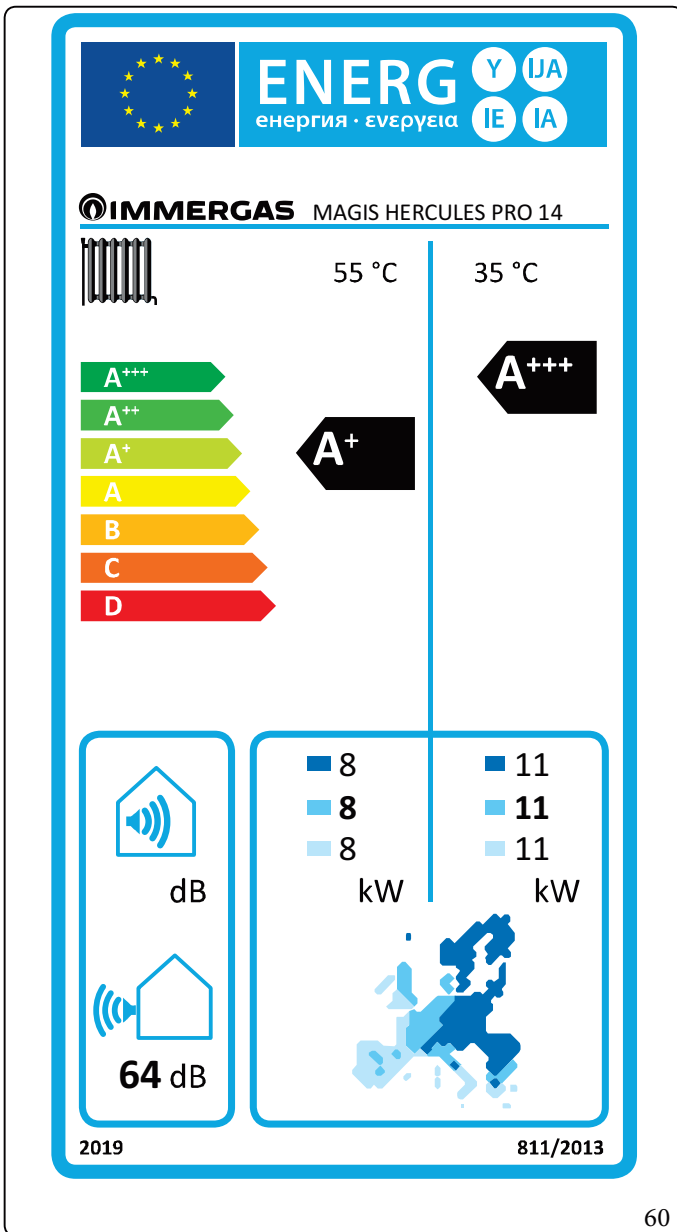 ENERG Y IJA
енергия · ενεργεια IE IA
IMMERGAS MAGIS HERCULES PRO 14
55 °C 35 °C
A+++
A+++
A++
A+
A+
A
B
C
D
8 11
8 11
8 11
dB kW kW
64 dB
2019 811/2013
60